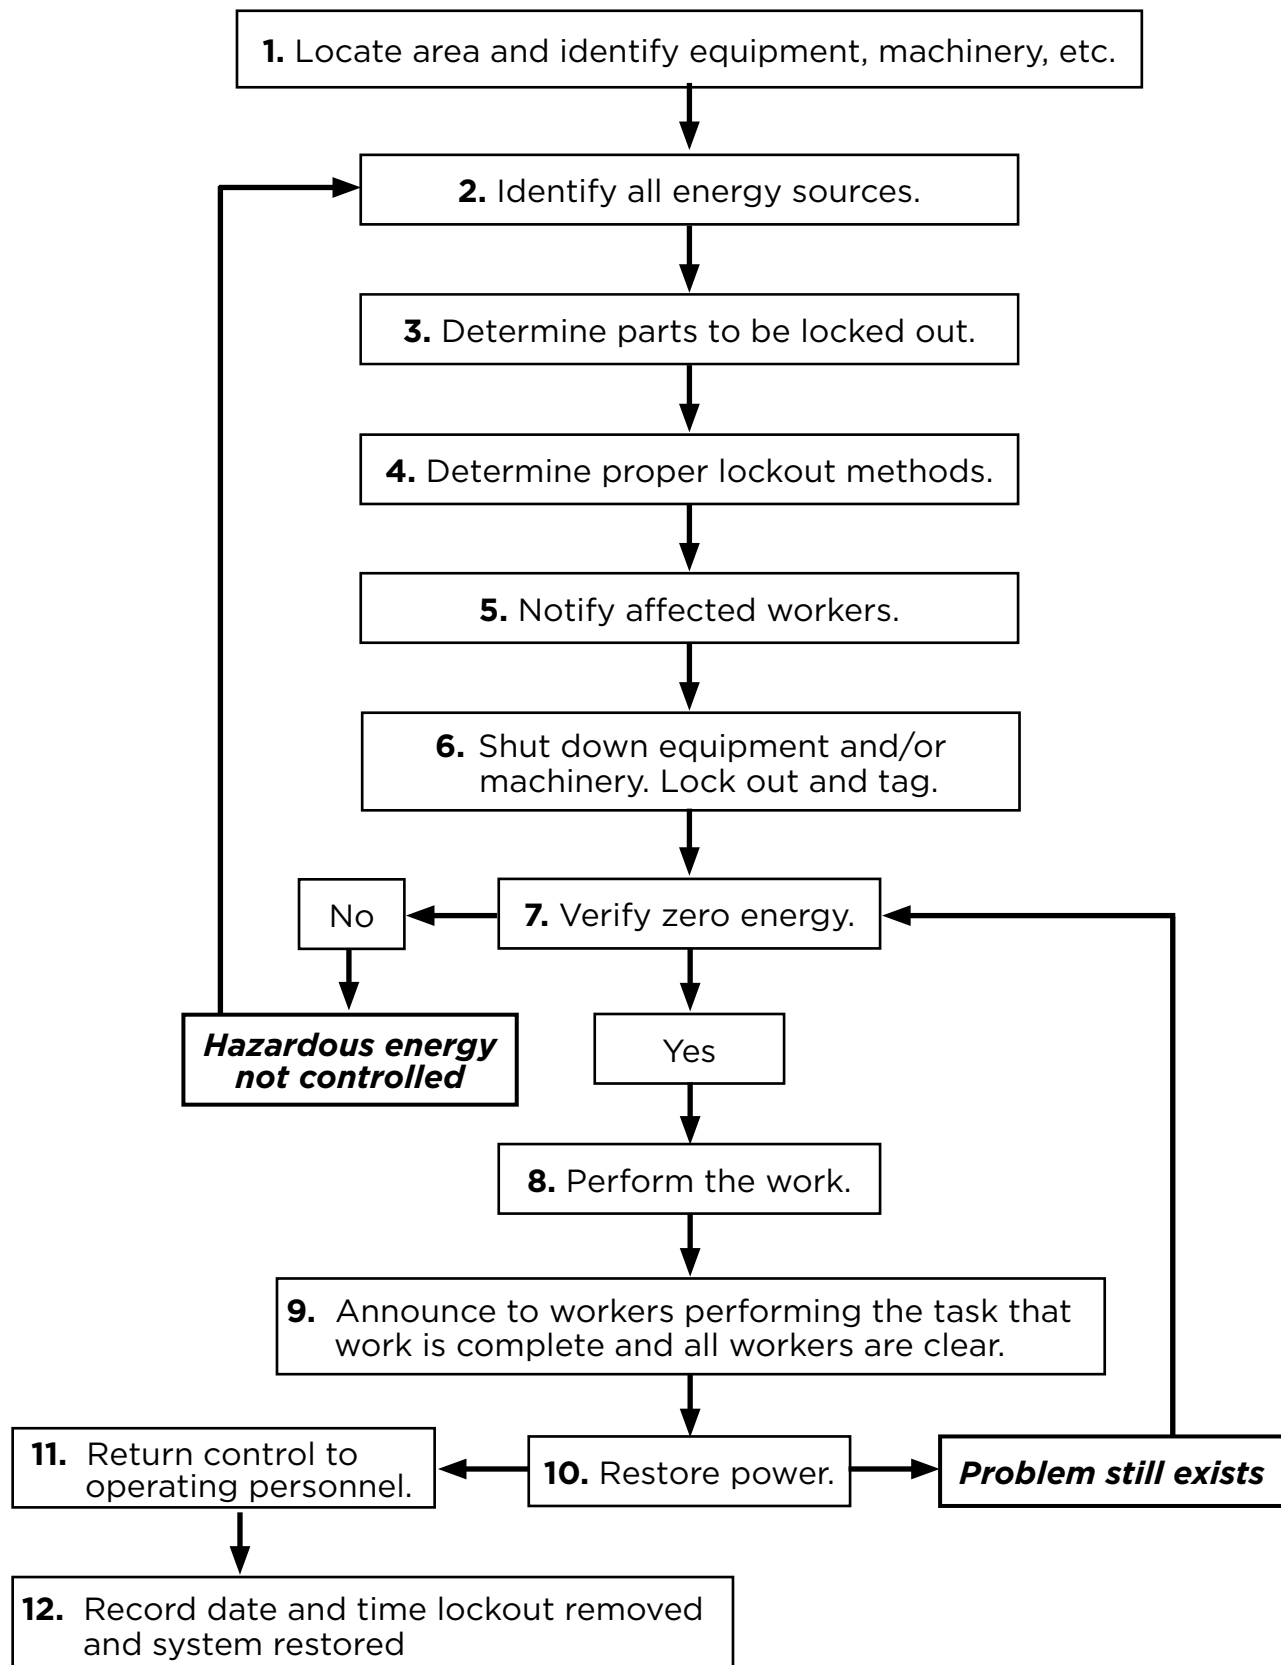 1. Locate area and identify equipment, machinery, etc.
2. Identify all energy sources.
3. Determine parts to be locked out.
4. Determine proper lockout methods.
5. Notify affected workers.
6. Shut down equipment and/or
machinery. Lock out and tag.
No
7. Verify zero energy.
Hazardous energy
not controlled
Yes
8. Perform the work.
9. Announce to workers performing the task that
work is complete and all workers are clear.
11. Return control to
operating personnel.
10. Restore power.
Problem still exists
12. Record date and time lockout removed
and system restored